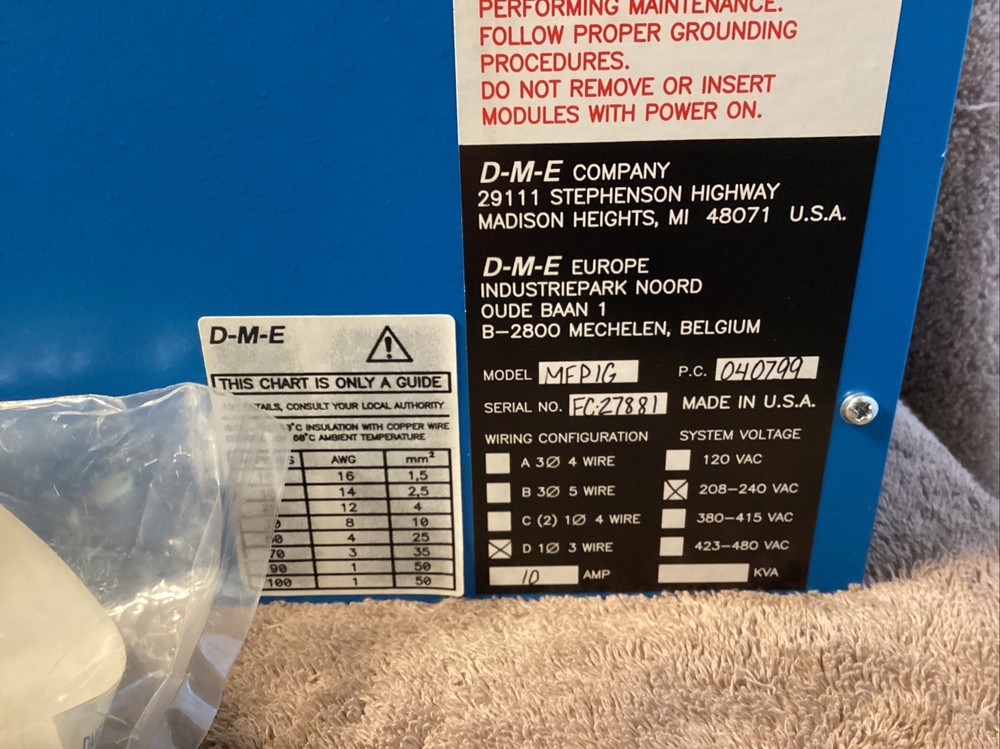 PERFORMING MAINTENANCE.
FOLLOW PROPER GROUNDING
PROCEDURES.
DO NOT REMOVE OR INSERT
MODULES WITH POWER ON.
D-M-E COMPANY
29111 STEPHENSON HIGHWAY
MADISON HEIGHTS, MI 48071 U.S.A.
D-M-E EUROPE
INDUSTRIEPARK NOORD
OUDE BAAN 1
B-2800 MECHELEN, BELGIUM
MODEL MFP1G P.C. 040799
SERIAL NO. FC-27881 MADE IN U.S.A.
WIRING CONFIGURATION SYSTEM VOLTAGE
A 3Ø 4 WIRE 120 VAC
B 3Ø 5 WIRE 208-240 VAC
C (2) 1Ø 4 WIRE 380-415 VAC
D 1Ø 3 WIRE 423-480 VAC
10 AMP KVA
D-M-E
THIS CHART IS ONLY A GUIDE
CONSULT YOUR LOCAL AUTHORITY
°C INSULATION WITH COPPER WIRE
68°C AMBIENT TEMPERATURE
AWG mm²
16 1,5
14 2,5
12 4
8 10
4 25
70 3 35
90 1 50
100 1 50